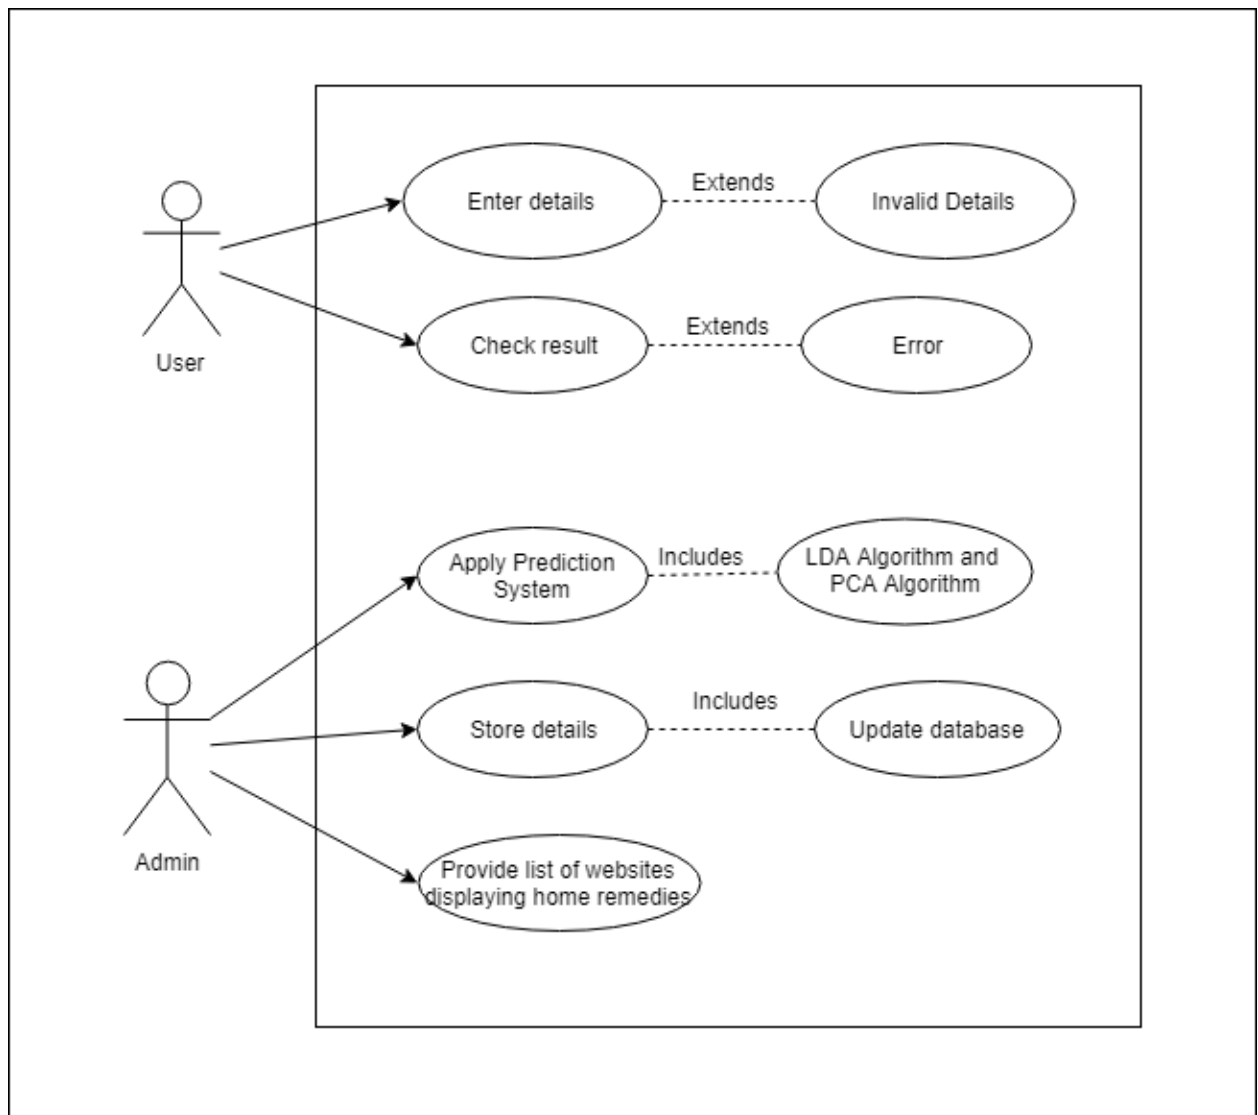 Enter details
Extends
Invalid Details
User
Check result
Extends
Error
Apply Prediction
System
Includes
LDA Algorithm and
PCA Algorithm
Admin
Store details
Includes
Update database
Provide list of websites
displaying home remedies